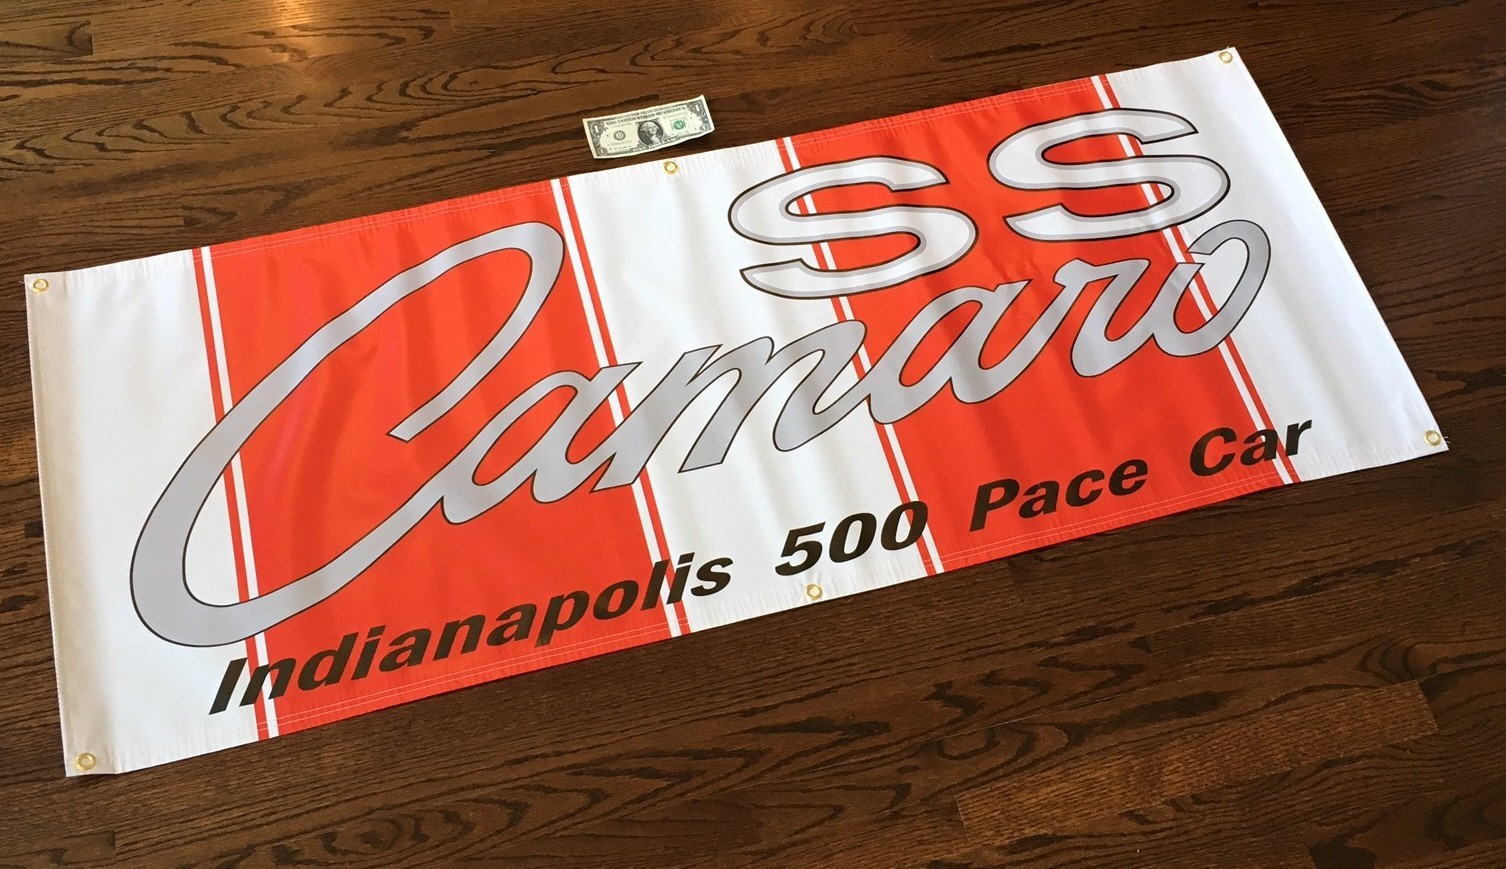 SS
Camaro
Indianapolis 500 Pace Car